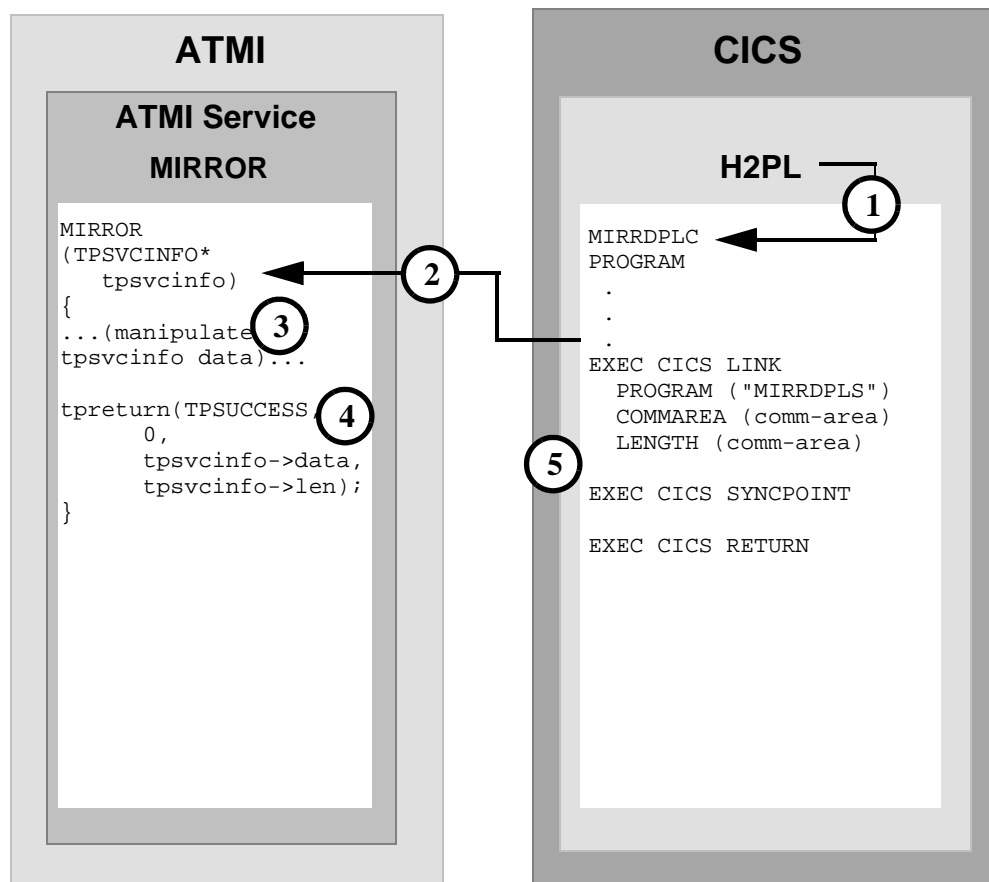 ATMI
ATMI Service
MIRROR
MIRROR
(TPSVCINFO*
tpsvcinfo)
{
...(manipulate
tpsvcinfo data)...
tpreturn(TPSUCCESS,
0,
tpsvcinfo->data,
tpsvcinfo->len);
}
2
3
4
CICS
H2PL
1
MIRRDPLC
PROGRAM
.
.
.
EXEC CICS LINK
PROGRAM ("MIRRDPLS")
COMMAREA (comm-area)
LENGTH (comm-area)
5
EXEC CICS SYNCPOINT
EXEC CICS RETURN